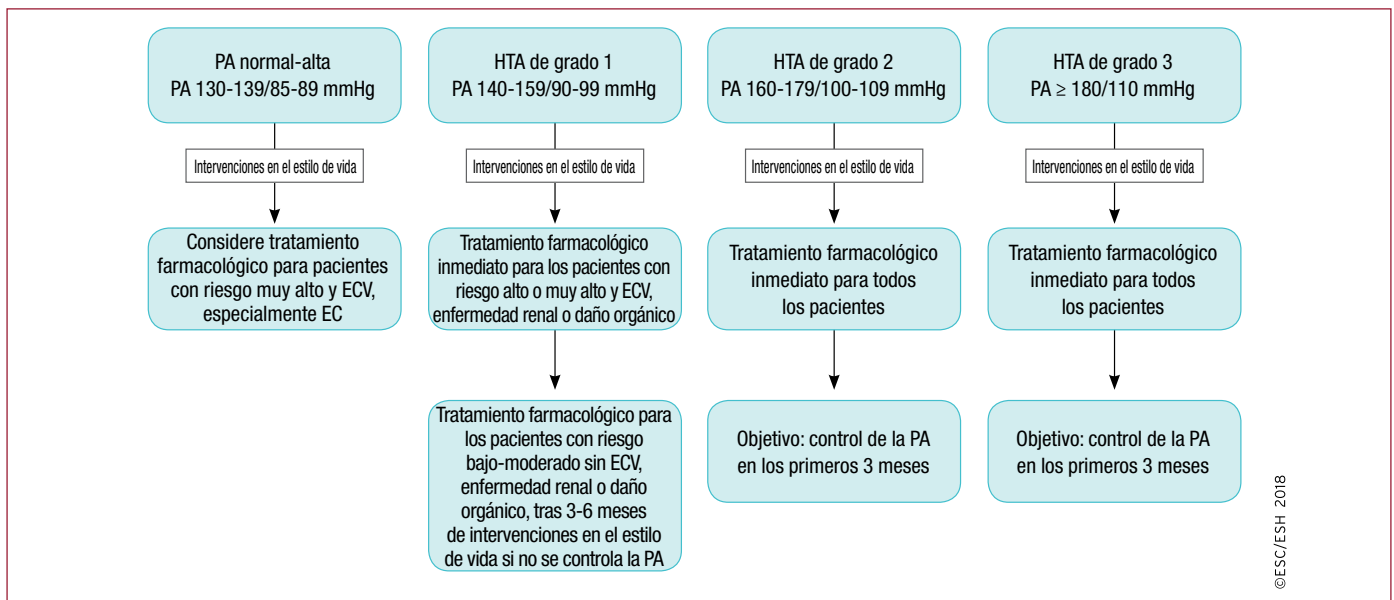 PA normal-alta
PA 130-139/85-89 mmHg
Intervenciones en el estilo de vida
Considere tratamiento
farmacológico para pacientes
con riesgo muy alto y ECV,
especialmente EC
HTA de grado 1
PA 140-159/90-99 mmHg
Intervenciones en el estilo de vida
Tratamiento farmacológico
inmediato para los pacientes con
riesgo alto o muy alto y ECV,
enfermedad renal o daño orgánico
Tratamiento farmacológico para
los pacientes con riesgo
bajo-moderado sin ECV,
enfermedad renal o daño
orgánico, tras 3-6 meses
de intervenciones en el estilo
de vida si no se controla la PA
HTA de grado 2
PA 160-179/100-109 mmHg
Intervenciones en el estilo de vida
Tratamiento farmacológico
inmediato para todos
los pacientes
Objetivo: control de la PA
en los primeros 3 meses
HTA de grado 3
PA ≥ 180/110 mmHg
Intervenciones en el estilo de vida
Tratamiento farmacológico
inmediato para todos
los pacientes
Objetivo: control de la PA
en los primeros 3 meses
©ESC/ESH 2018